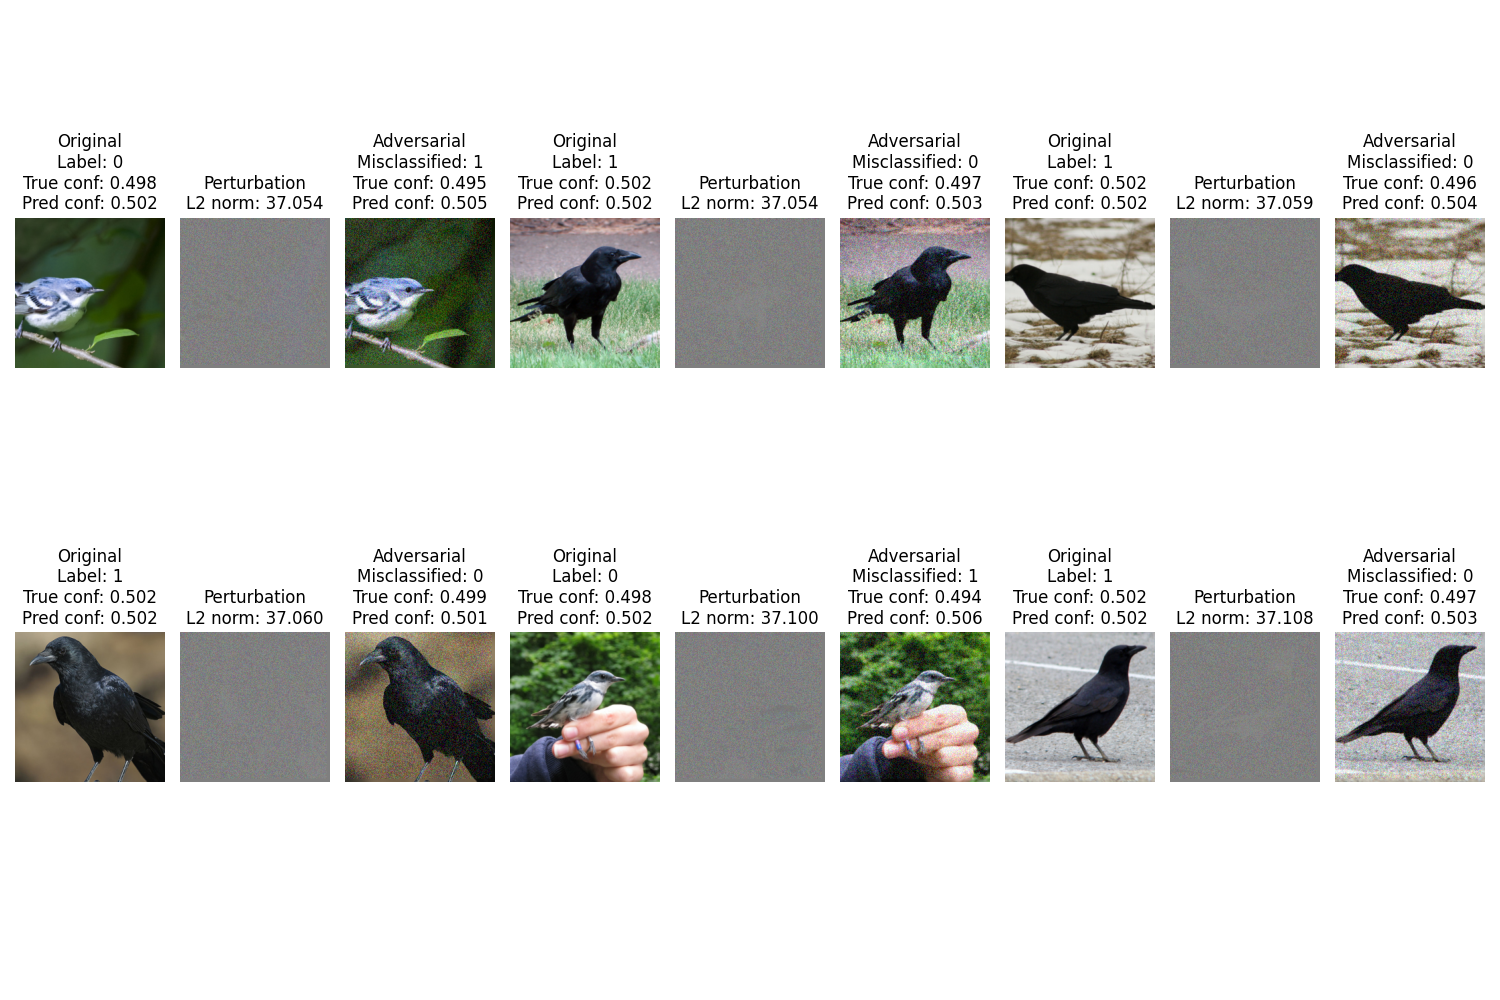 Original
Label: 0
True conf: 0.498
Pred conf: 0.502
Perturbation
L2 norm: 37.054
Adversarial
Misclassified: 1
True conf: 0.495
Pred conf: 0.505
Original
Label: 1
True conf: 0.502
Pred conf: 0.502
Perturbation
L2 norm: 37.054
Adversarial
Misclassified: 0
True conf: 0.497
Pred conf: 0.503
Original
Label: 1
True conf: 0.502
Pred conf: 0.502
Perturbation
L2 norm: 37.059
Adversarial
Misclassified: 0
True conf: 0.496
Pred conf: 0.504
Original
Label: 1
True conf: 0.502
Pred conf: 0.502
Perturbation
L2 norm: 37.060
Adversarial
Misclassified: 0
True conf: 0.499
Pred conf: 0.501
Original
Label: 0
True conf: 0.498
Pred conf: 0.502
Perturbation
L2 norm: 37.100
Adversarial
Misclassified: 1
True conf: 0.494
Pred conf: 0.506
Original
Label: 1
True conf: 0.502
Pred conf: 0.502
Perturbation
L2 norm: 37.108
Adversarial
Misclassified: 0
True conf: 0.497
Pred conf: 0.503